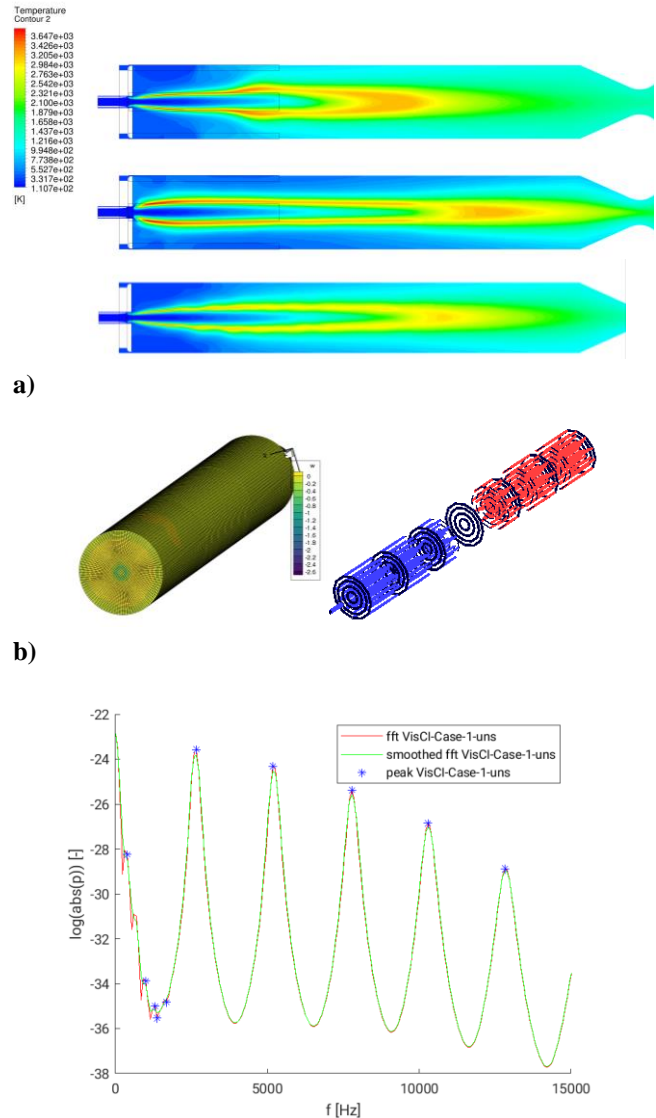 Temperature
Contour 2
3.647e+03
3.426e+03
3.205e+03
2.984e+03
2.763e+03
2.542e+03
2.321e+03
2.100e+03
1.879e+03
1.658e+03
1.437e+03
1.216e+03
9.948e+02
7.738e+02
5.527e+02
3.317e+02
1.107e+02
[K]
a)
w
0
-0.2
-0.4
-0.6
-0.8
-1
-1.2
-1.4
-1.6
-1.8
-2
-2.2
-2.4
-2.6
b)
-22
-24
-26
-28
-30
-32
-34
-36
-38
log(abs(p)) [-]
fft VisCl-Case-1-uns
smoothed fft VisCl-Case-1-uns
peak VisCl-Case-1-uns
0
5000
10000
15000
f [Hz]